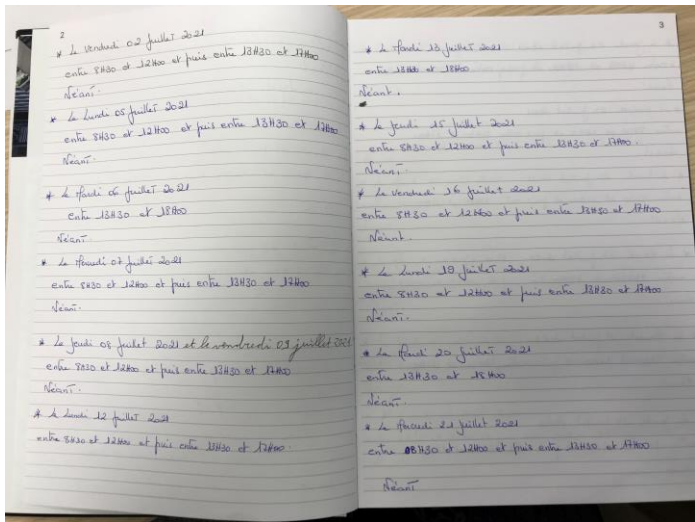 2
* Le Vendredi 02 Juillet 2021
entre 8H30 et 12H00 et puis entre 13H30 et 17H00
Néant.
* Le Lundi 05 Juillet 2021
entre 8H30 et 12H00 et puis entre 13H30 et 17H00
Néant.
* Le Mardi 06 Juillet 2021
entre 13H30 et 18H00
Néant.
* Le Mercredi 07 Juillet 2021
entre 8H30 et 12H00 et puis entre 13H30 et 17H00
Néant.
* Le Jeudi 08 Juillet 2021 et le vendredi 09 juillet 2021
entre 8H30 et 12H00 et puis entre 13H30 et 17H00
Néant.
* Le Lundi 12 Juillet 2021
entre 8H30 et 12H00 et puis entre 13H30 et 17H00.
3
* Le Mardi 13 Juillet 2021
entre 13H00 et 18H00
Néant.
* Le Jeudi 15 Juillet 2021
entre 8H30 et 12H00 et puis entre 13H30 et 17H00.
Néant.
* Le Vendredi 16 Juillet 2021
entre 8H30 et 12H00 et puis entre 13H30 et 17H00
Néant.
* Le Lundi 19 Juillet 2021
entre 8H30 et 12H00 et puis entre 13H30 et 17H00
Néant.
* Le Mardi 20 Juillet 2021
entre 13H30 et 18H00
Néant.
* Le Mercredi 21 Juillet 2021
entre 08H30 et 12H00 et puis entre 13H30 et 17H00
Néant